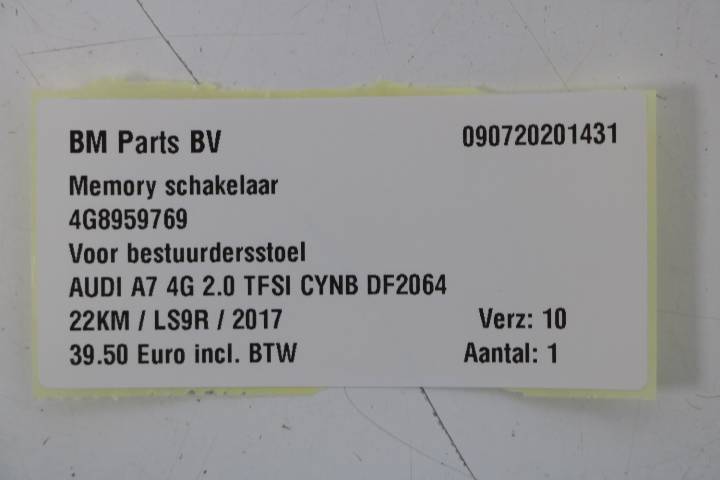 BM Parts BV 090720201431
Memory schakelaar
4G8959769
Voor bestuurdersstoel
AUDI A7 4G 2.0 TFSI CYNB DF2064
22KM / LS9R / 2017 Verz: 10
39.50 Euro incl. BTW Aantal: 1